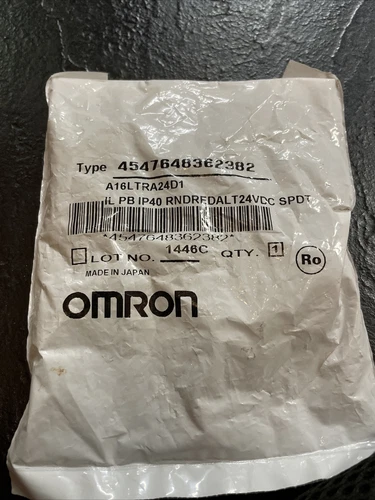 Type 4547648362382
A16LTRA24D1
IL PB IP40 RNDREDALT24VDC SPDT
*4547648362382*
LOT NO. 1446C QTY. 1
MADE IN JAPAN
Ro
OMRON